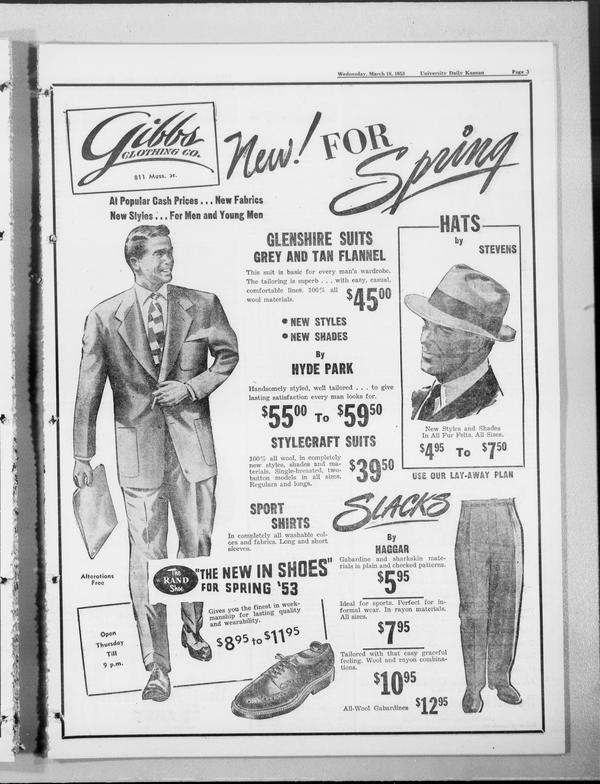 Wednesday, March 18, 1953 University Daily Kansan Page 3
Gibbs
CLOTHING CO.
811 Mass. St.
New! FOR
Spring
At Popular Cash Prices . . . New Fabrics
New Styles . . . For Men and Young Men
GLENSHIRE SUITS
GREY AND TAN FLANNEL
This suit is basic for every man's wardrobe.
The tailoring is superb . . . with easy, casual,
comfortable lines. 100% all
wool materials.
$45.00
• NEW STYLES
• NEW SHADES
By
HYDE PARK
Handsomely styled, well tailored . . . to give
lasting satisfaction every man looks for.
$55.00 To $59.50
STYLECRAFT SUITS
100% all wool, in completely
new styles, shades and ma-
terials. Single-breasted, two-
button models in all sizes.
Regulars and longs.
$39.50
HATS
by
STEVENS
New Styles and Shades
In All Fur Felts. All Sizes.
$4.95 To $7.50
USE OUR LAY-AWAY PLAN
SPORT
SHIRTS
In completely all washable col-
ors and fabrics. Long and short
sleeves.
Alterations
Free
The
RAND
Shoe
"THE NEW IN SHOES"
FOR SPRING '53
Gives you the finest in work-
manship for lasting quality
and wearability.
$8.95 to $11.95
Open
Thursday
Till
9 p.m.
SLACKS
By
HAGGAR
Gabardine and sharkskin mate-
rials in plain and checked patterns.
$5.95
Ideal for sports. Perfect for in-
formal wear. In rayon materials.
All sizes.
$7.95
Tailored with that easy graceful
feeling. Wool and rayon combina-
tions.
$10.95
All-Wool Gabardines $12.95